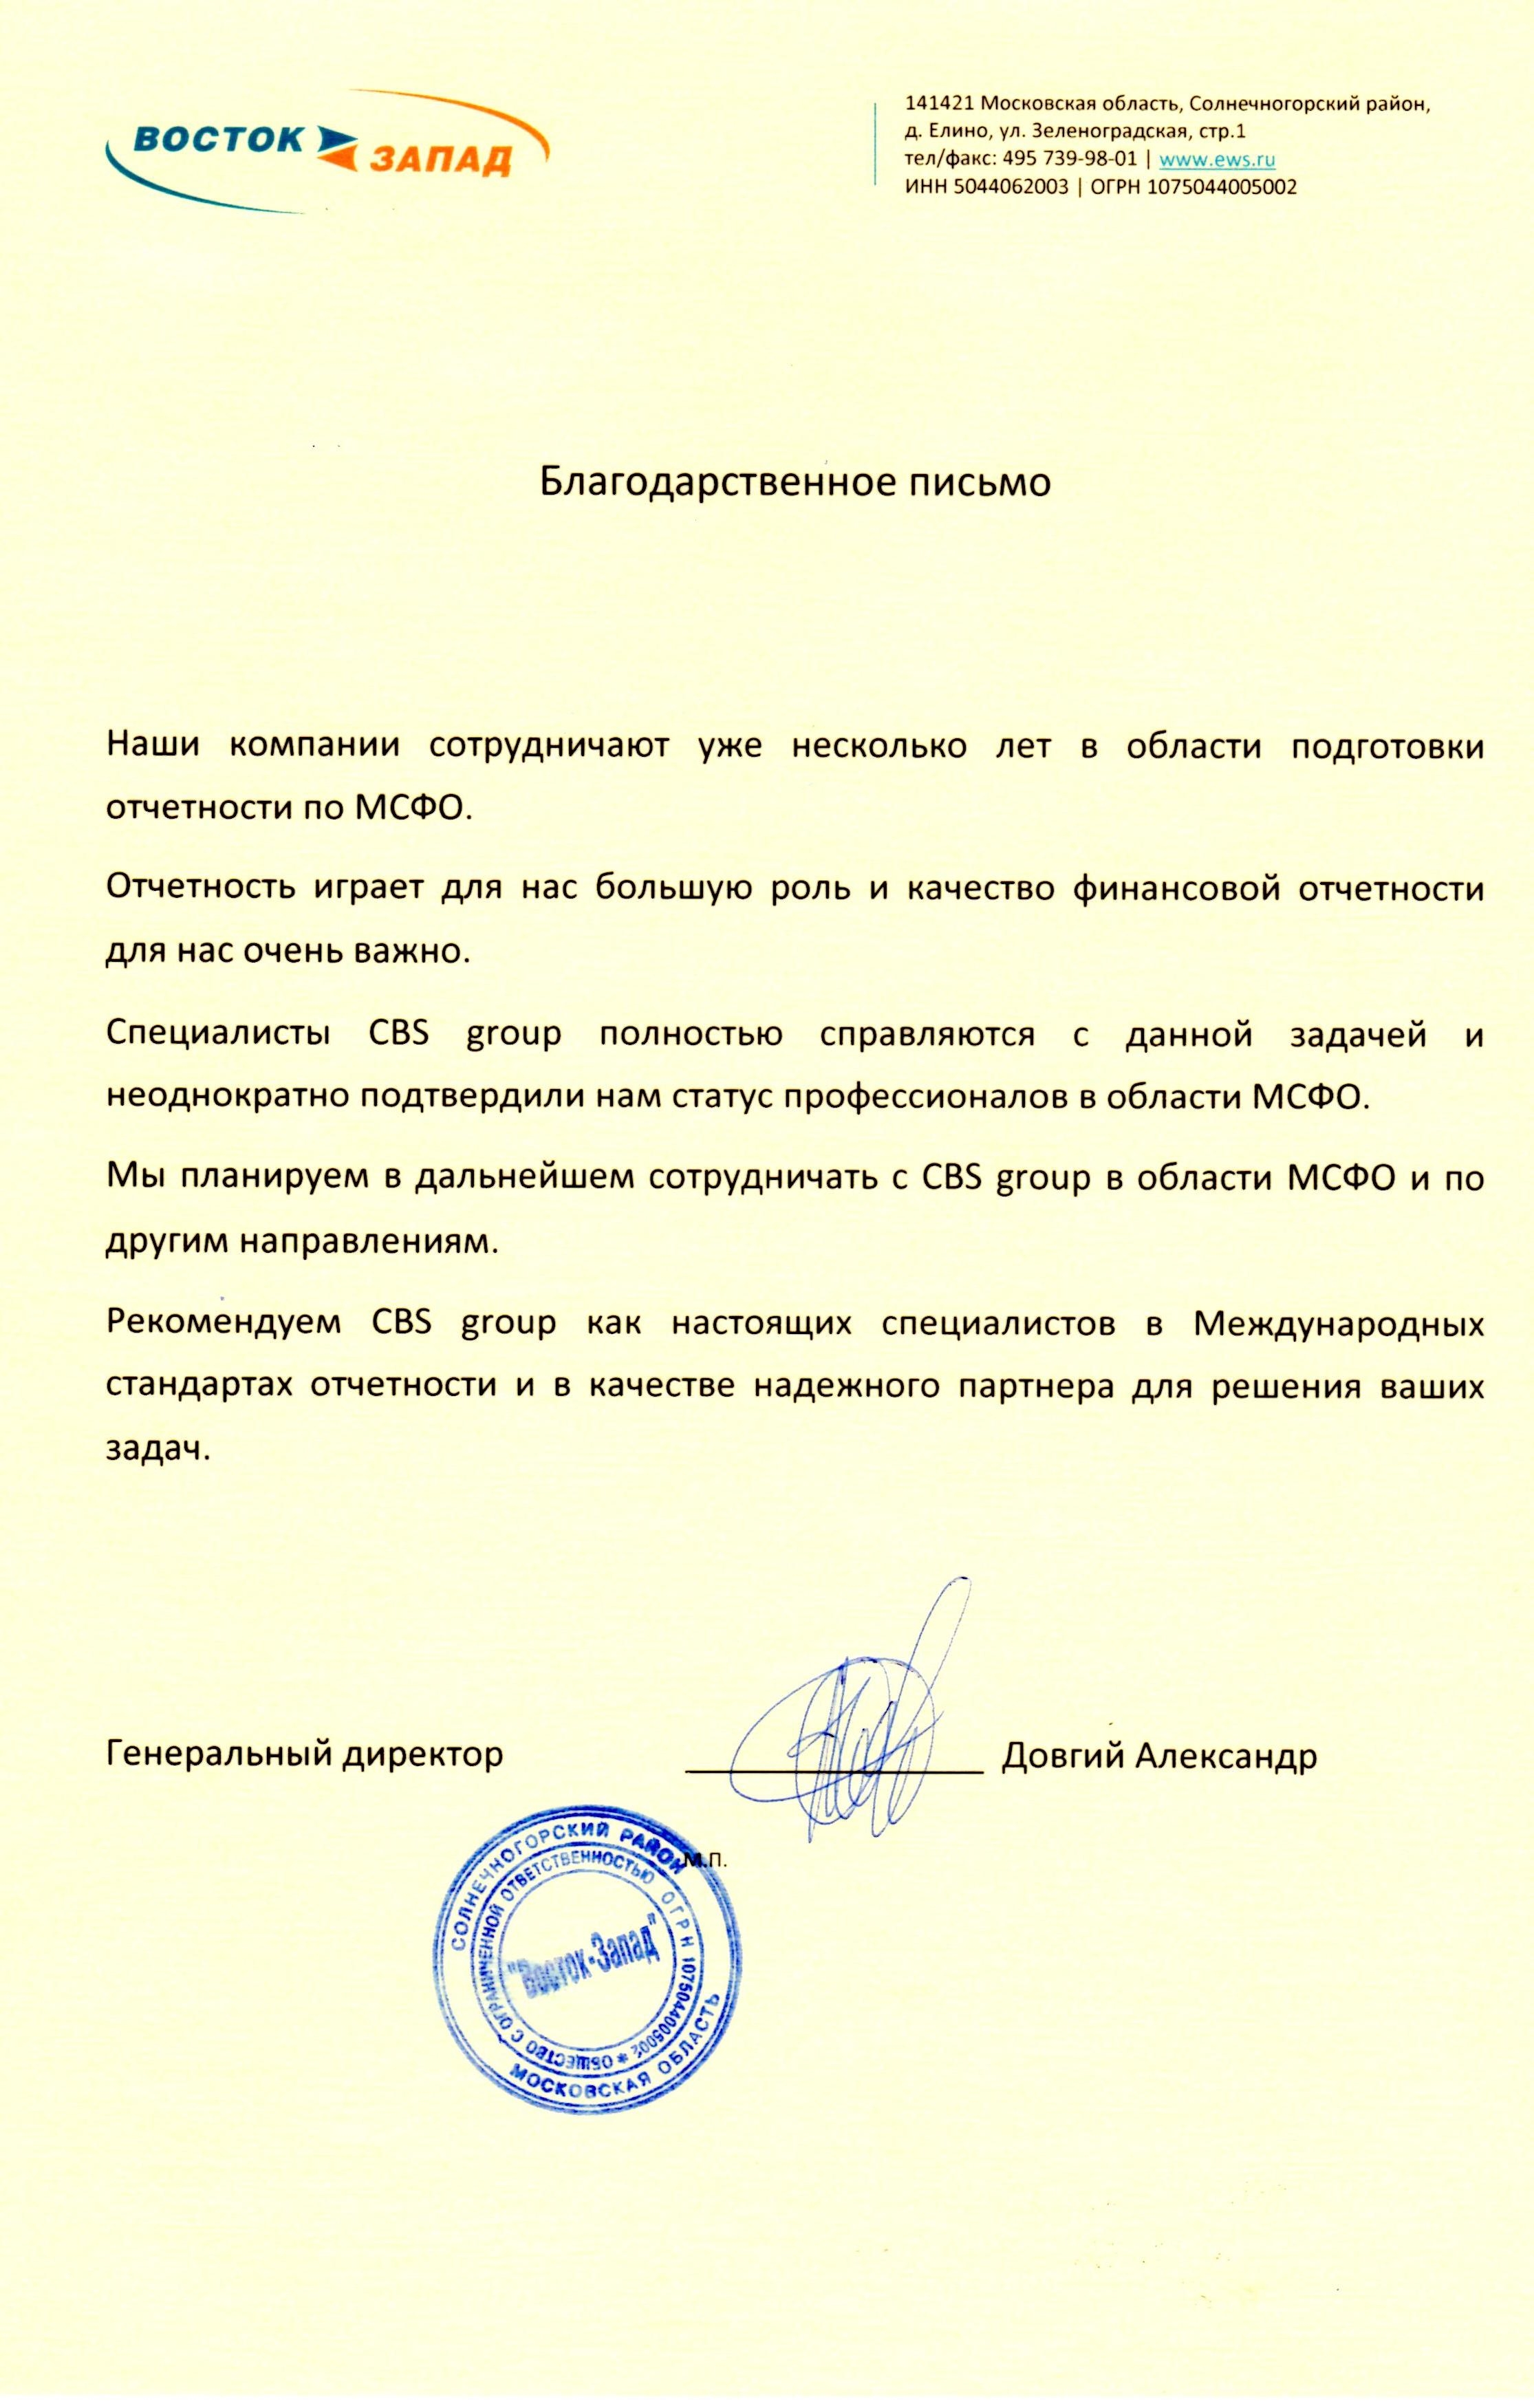 ВОСТОК ЗАПАД
141421 Московская область, Солнечногорский район,
д. Елино, ул. Зеленоградская, стр.1
тел/факс: 495 739-98-01 | www.ews.ru
ИНН 5044062003 | ОГРН 1075044005002
Благодарственное письмо
Наши компании сотрудничают уже несколько лет в области подготовки
отчетности по МСФО.
Отчетность играет для нас большую роль и качество финансовой отчетности
для нас очень важно.
Специалисты CBS group полностью справляются с данной задачей и
неоднократно подтвердили нам статус профессионалов в области МСФО.
Мы планируем в дальнейшем сотрудничать с CBS group в области МСФО и по
другим направлениям.
Рекомендуем CBS group как настоящих специалистов в Международных
стандартах отчетности и в качестве надежного партнера для решения ваших
задач.
Генеральный директор Довгий Александр
М.П.
СОЛНЕЧНОГОРСКИЙ РАЙОН
МОСКОВСКАЯ ОБЛАСТЬ
ОБЩЕСТВО С ОГРАНИЧЕННОЙ ОТВЕТСТВЕННОСТЬЮ ОГРН 1075044005002 *
"Восток-Запад"